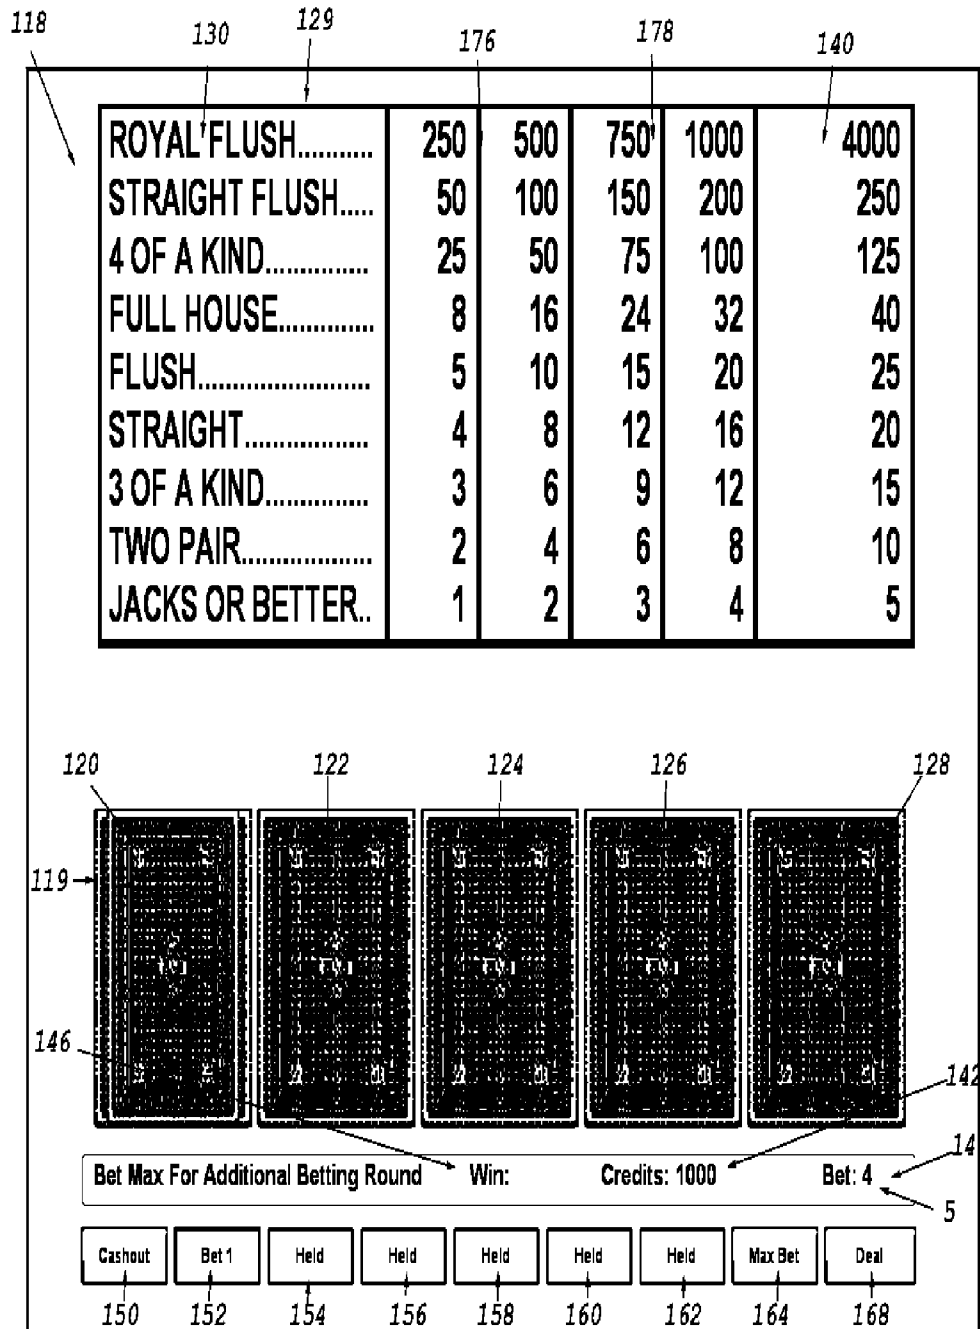 118 130 129 176 178 140
ROYAL FLUSH........... 250 500 750 1000 4000
STRAIGHT FLUSH..... 50 100 150 200 250
4 OF A KIND............... 25 50 75 100 125
FULL HOUSE.............. 8 16 24 32 40
FLUSH......................... 5 10 15 20 25
STRAIGHT.................. 4 8 12 16 20
3 OF A KIND............... 3 6 9 12 15
TWO PAIR................... 2 4 6 8 10
JACKS OR BETTER.. 1 2 3 4 5
120 122 124 126 128
119
146
142
14
Bet Max For Additional Betting Round Win: Credits: 1000 Bet: 4
5
Cashout Bet 1 Held Held Held Held Held Max Bet Deal
150 152 154 156 158 160 162 164 168